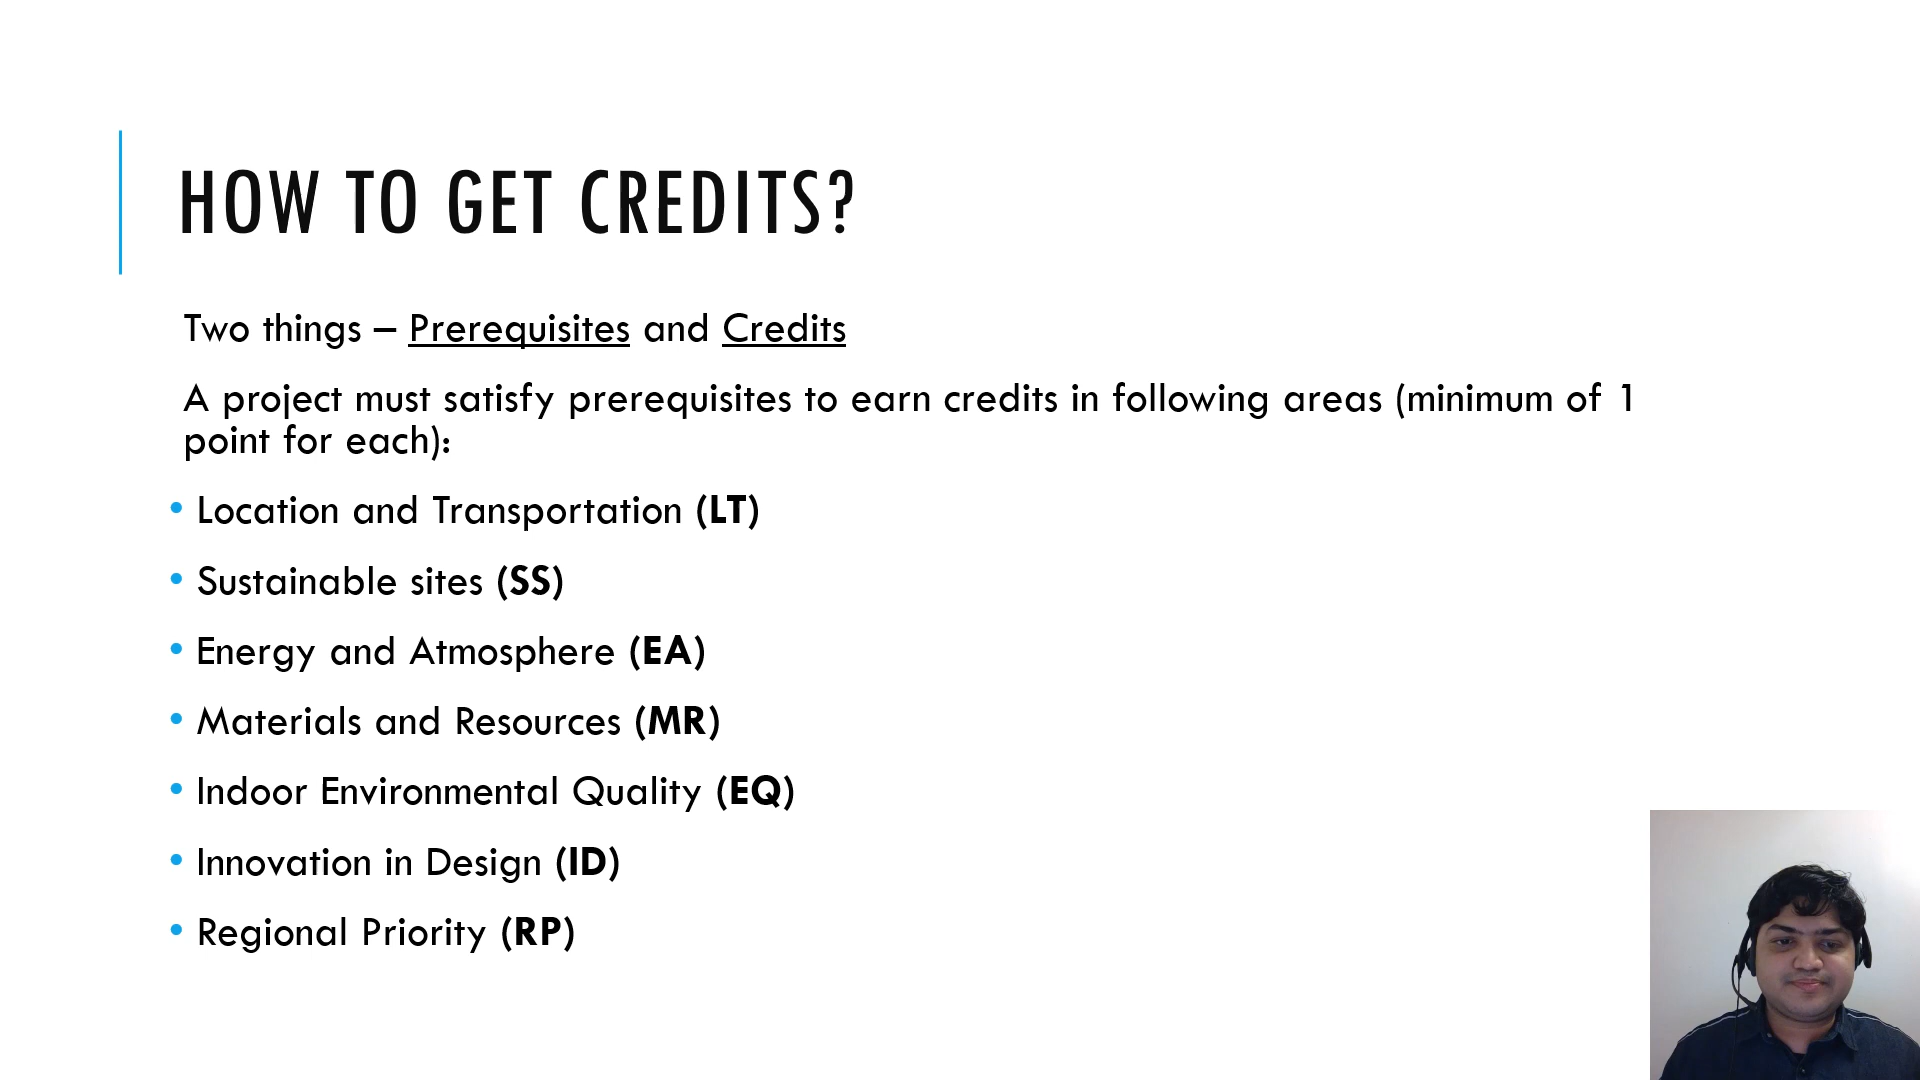 HOW TO GET CREDITS?
Two things – Prerequisites and Credits
A project must satisfy prerequisites to earn credits in following areas (minimum of 1
point for each):
• Location and Transportation (LT)
• Sustainable sites (SS)
• Energy and Atmosphere (EA)
• Materials and Resources (MR)
• Indoor Environmental Quality (EQ)
• Innovation in Design (ID)
• Regional Priority (RP)